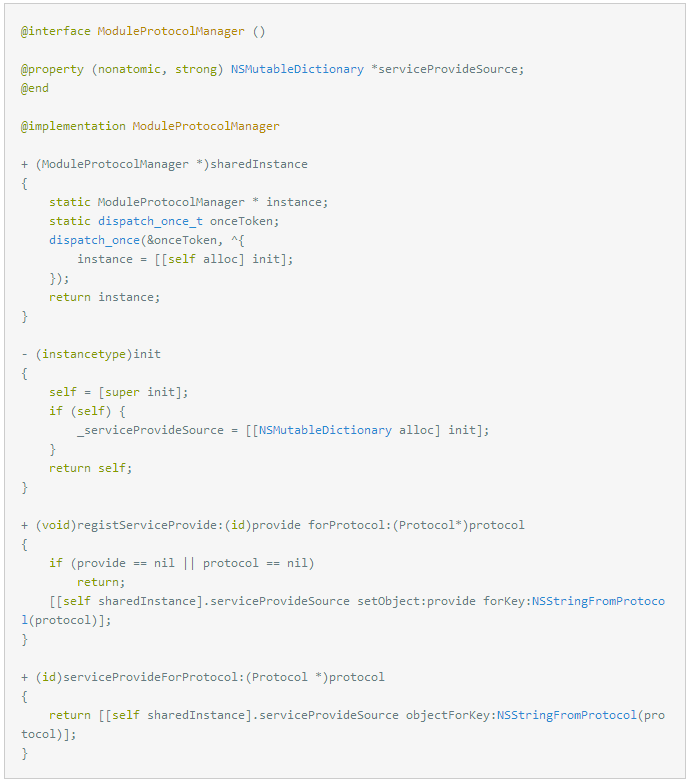 @interface ModuleProtocolManager ()
@property (nonatomic, strong) NSMutableDictionary *serviceProvideSource;
@end
@implementation ModuleProtocolManager
+ (ModuleProtocolManager *)sharedInstance
{
    static ModuleProtocolManager * instance;
    static dispatch_once_t onceToken;
    dispatch_once(&onceToken, ^{
        instance = [[self alloc] init];
    });
    return instance;
}
- (instancetype)init
{
    self = [super init];
    if (self) {
        _serviceProvideSource = [[NSMutableDictionary alloc] init];
    }
    return self;
}
+ (void)registServiceProvide:(id)provide forProtocol:(Protocol*)protocol
{
    if (provide == nil || protocol == nil)
        return;
    [[self sharedInstance].serviceProvideSource setObject:provide forKey:NSStringFromProtoco
l(protocol)];
}
+ (id)serviceProvideForProtocol:(Protocol *)protocol
{
    return [[self sharedInstance].serviceProvideSource objectForKey:NSStringFromProtocol(pro
tocol)];
}